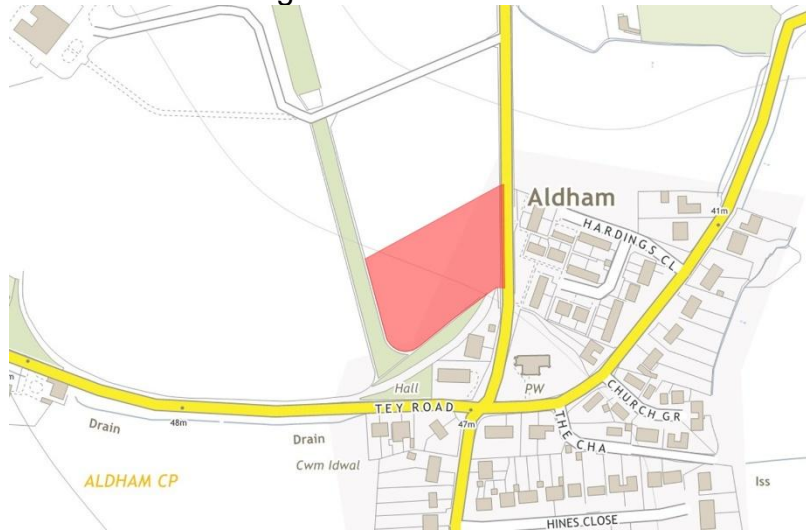 Aldham
HARDINGS CL
41m
Hall
PW
TEY ROAD
CHURCH GR
THE CHA
48m
47m
Drain
Drain
Cwm Idwal
ALDHAM CP
Iss
HINES CLOSE